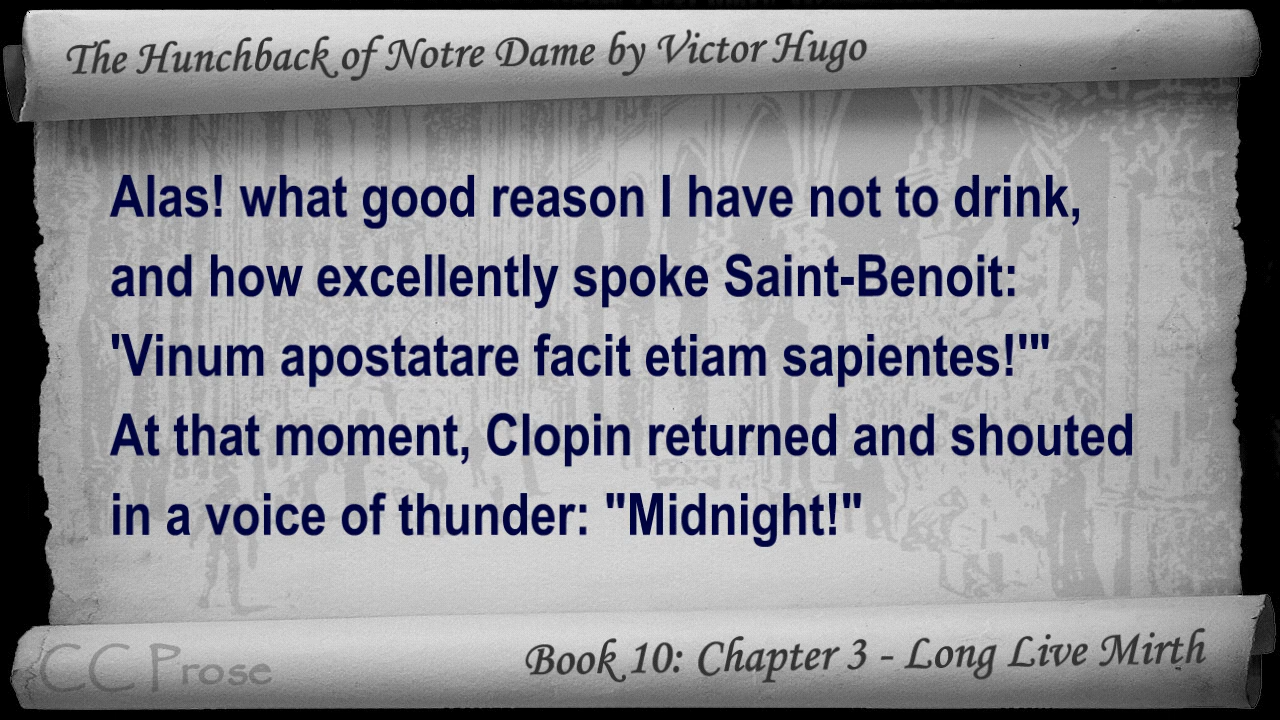 The Hunchback of Notre Dame by Victor Hugo
Alas! what good reason I have not to drink,
and how excellently spoke Saint-Benoit:
'Vinum apostatare facit etiam sapientes!'"
At that moment, Clopin returned and shouted
in a voice of thunder: "Midnight!"
CC Prose
Book 10: Chapter 3 - Long Live Mirth